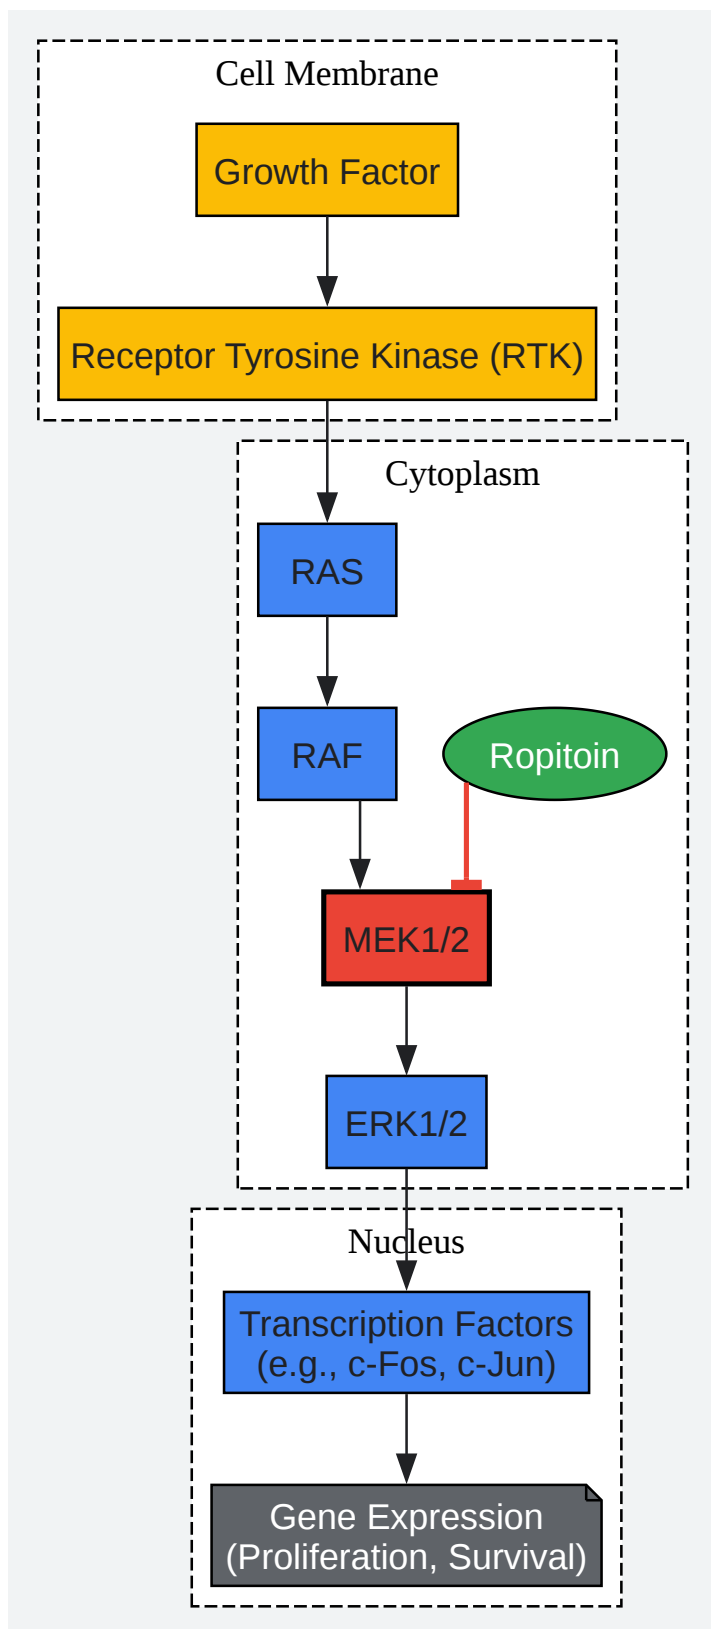 Cell Membrane
Growth Factor
Receptor Tyrosine Kinase (RTK)
Cytoplasm
RAS
RAF
Ropitoin
MEK1/2
ERK1/2
Nucleus
Transcription Factors
(e.g., c-Fos, c-Jun)
Gene Expression
(Proliferation, Survival)